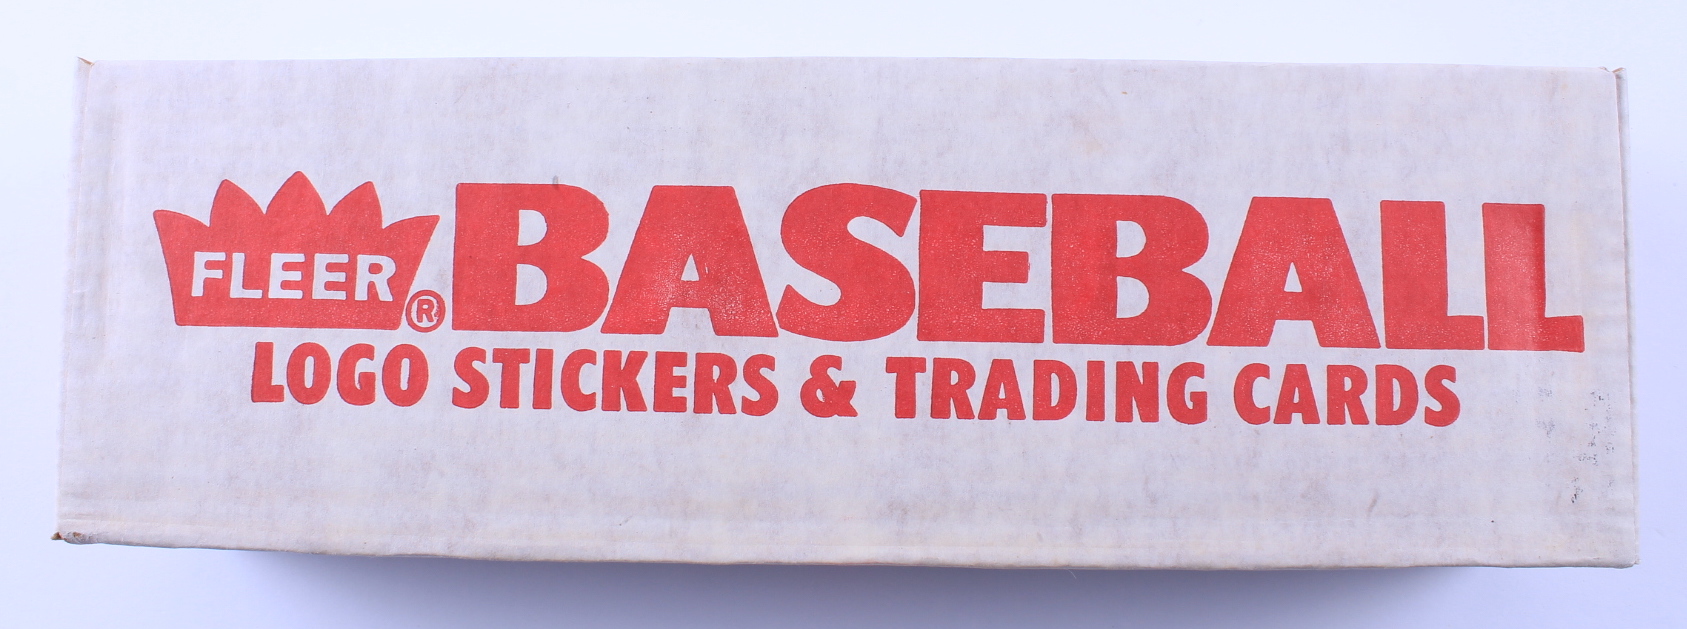 FLEER® BASEBALL
LOGO STICKERS & TRADING CARDS